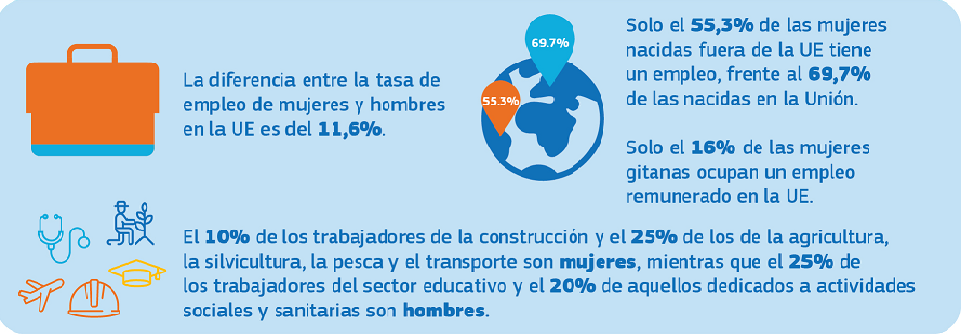 La diferencia entre la tasa de
empleo de mujeres y hombres
en la UE es del 11,6%.
69.7%
55.3%
Solo el 55,3% de las mujeres
nacidas fuera de la UE tiene
un empleo, frente al 69,7%
de las nacidas en la Unión.
Solo el 16% de las mujeres
gitanas ocupan un empleo
remunerado en la UE.
El 10% de los trabajadores de la construcción y el 25% de los de la agricultura,
la silvicultura, la pesca y el transporte son mujeres, mientras que el 25% de
los trabajadores del sector educativo y el 20% de aquellos dedicados a actividades
sociales y sanitarias son hombres.